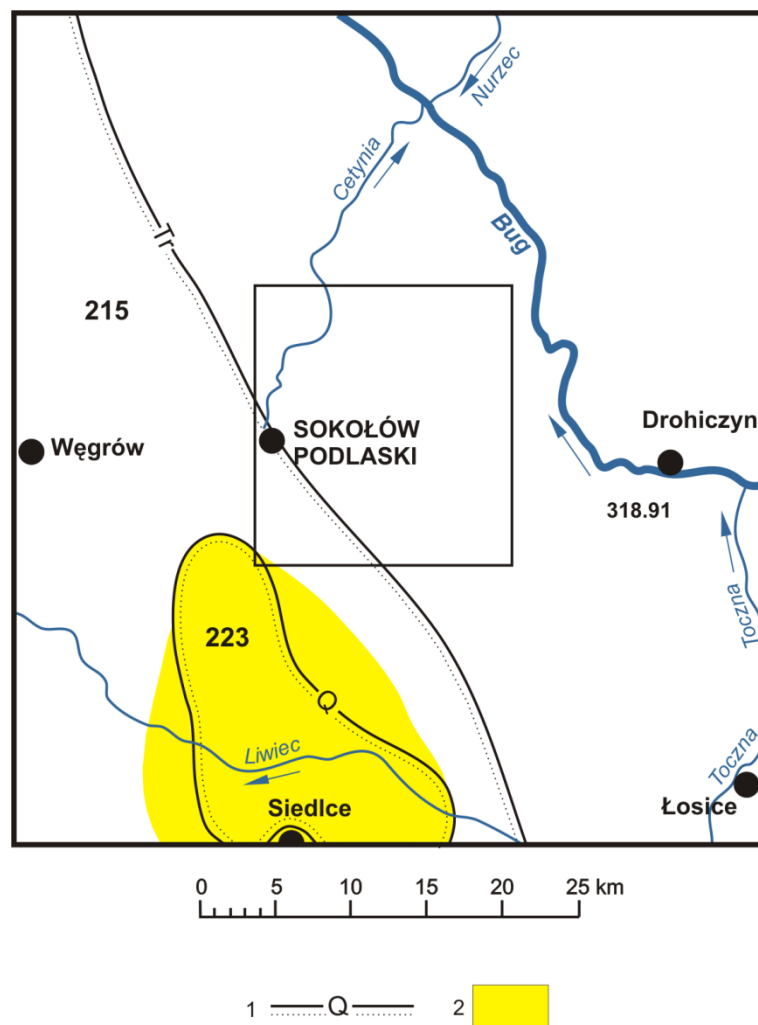 Nurzec
Cetynia
Bug
Tr
215
SOKOŁÓW
PODLASKI
Węgrów
Drohiczyn
318.91
Toczna
223
Q
Liwiec
Siedlce
Toczna
Łosice
0 5 10 15 20 25 km
1 Q 2